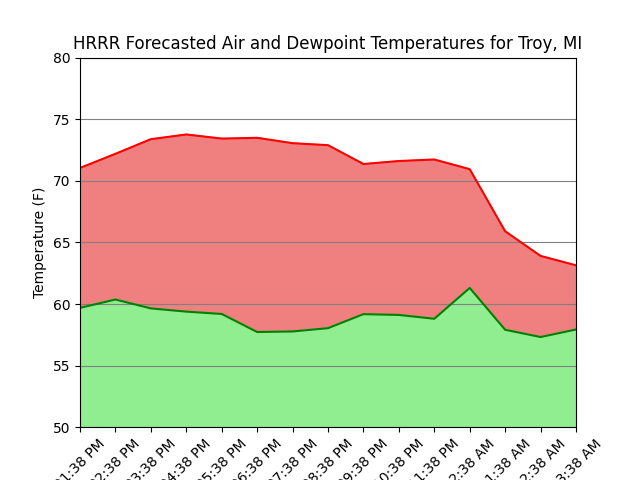 HRRR Forecasted Air and Dewpoint Temperatures for Troy, MI
80
75
70
65
60
55
50
Temperature (F)
1:38 PM
2:38 PM
3:38 PM
4:38 PM
5:38 PM
6:38 PM
7:38 PM
8:38 PM
9:38 PM
0:38 PM
1:38 PM
2:38 AM
1:38 AM
2:38 AM
3:38 AM